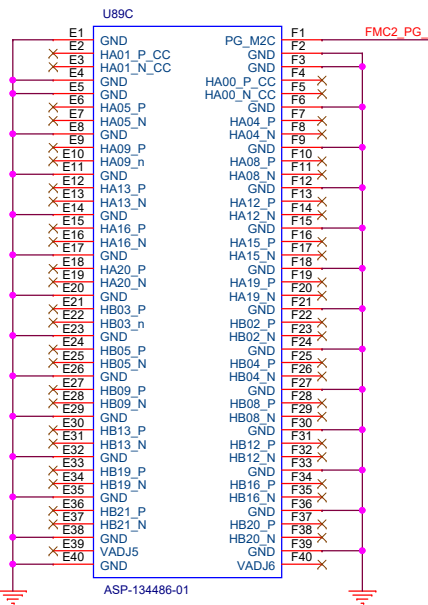 U89C
E1 GND PG_M2C F1 FMC2_PG_
E2 HA01_P_CC GND F2
E3 HA01_N_CC GND F3
E4 GND HA00_P_CC F4
E5 GND HA00_N_CC F5
E6 HA05_P GND F6
E7 HA05_N HA04_P F7
E8 GND HA04_N F8
E9 HA09_P GND F9
E10 HA09_n HA08_P F10
E11 GND HA08_N F11
E12 HA13_P GND F12
E13 HA13_N HA12_P F13
E14 GND HA12_N F14
E15 HA16_P GND F15
E16 HA16_N HA15_P F16
E17 GND HA15_N F17
E18 HA20_P GND F18
E19 HA20_N HA19_P F19
E20 GND HA19_N F20
E21 HB03_P GND F21
E22 HB03_n HB02_P F22
E23 GND HB02_N F23
E24 HB05_P GND F24
E25 HB05_N HB04_P F25
E26 GND HB04_N F26
E27 HB09_P GND F27
E28 HB09_N HB08_P F28
E29 GND HB08_N F29
E30 HB13_P GND F30
E31 HB13_N HB12_P F31
E32 GND HB12_N F32
E33 HB19_P GND F33
E34 HB19_N HB16_P F34
E35 GND HB16_N F35
E36 HB21_P GND F36
E37 HB21_N HB20_P F37
E38 GND HB20_N F38
E39 VADJ5 GND F39
E40 GND VADJ6 F40
ASP-134486-01